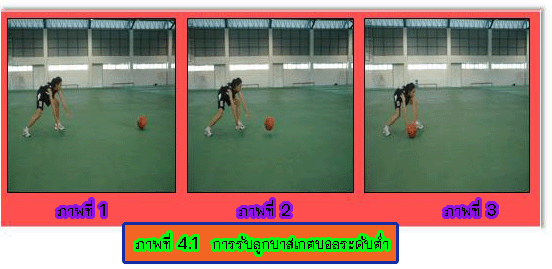 ภาพที่ 1 ภาพที่ 2 ภาพที่ 3
ภาพที่ 4.1 การรับลูกบาสเกตบอลระดับต่ำ